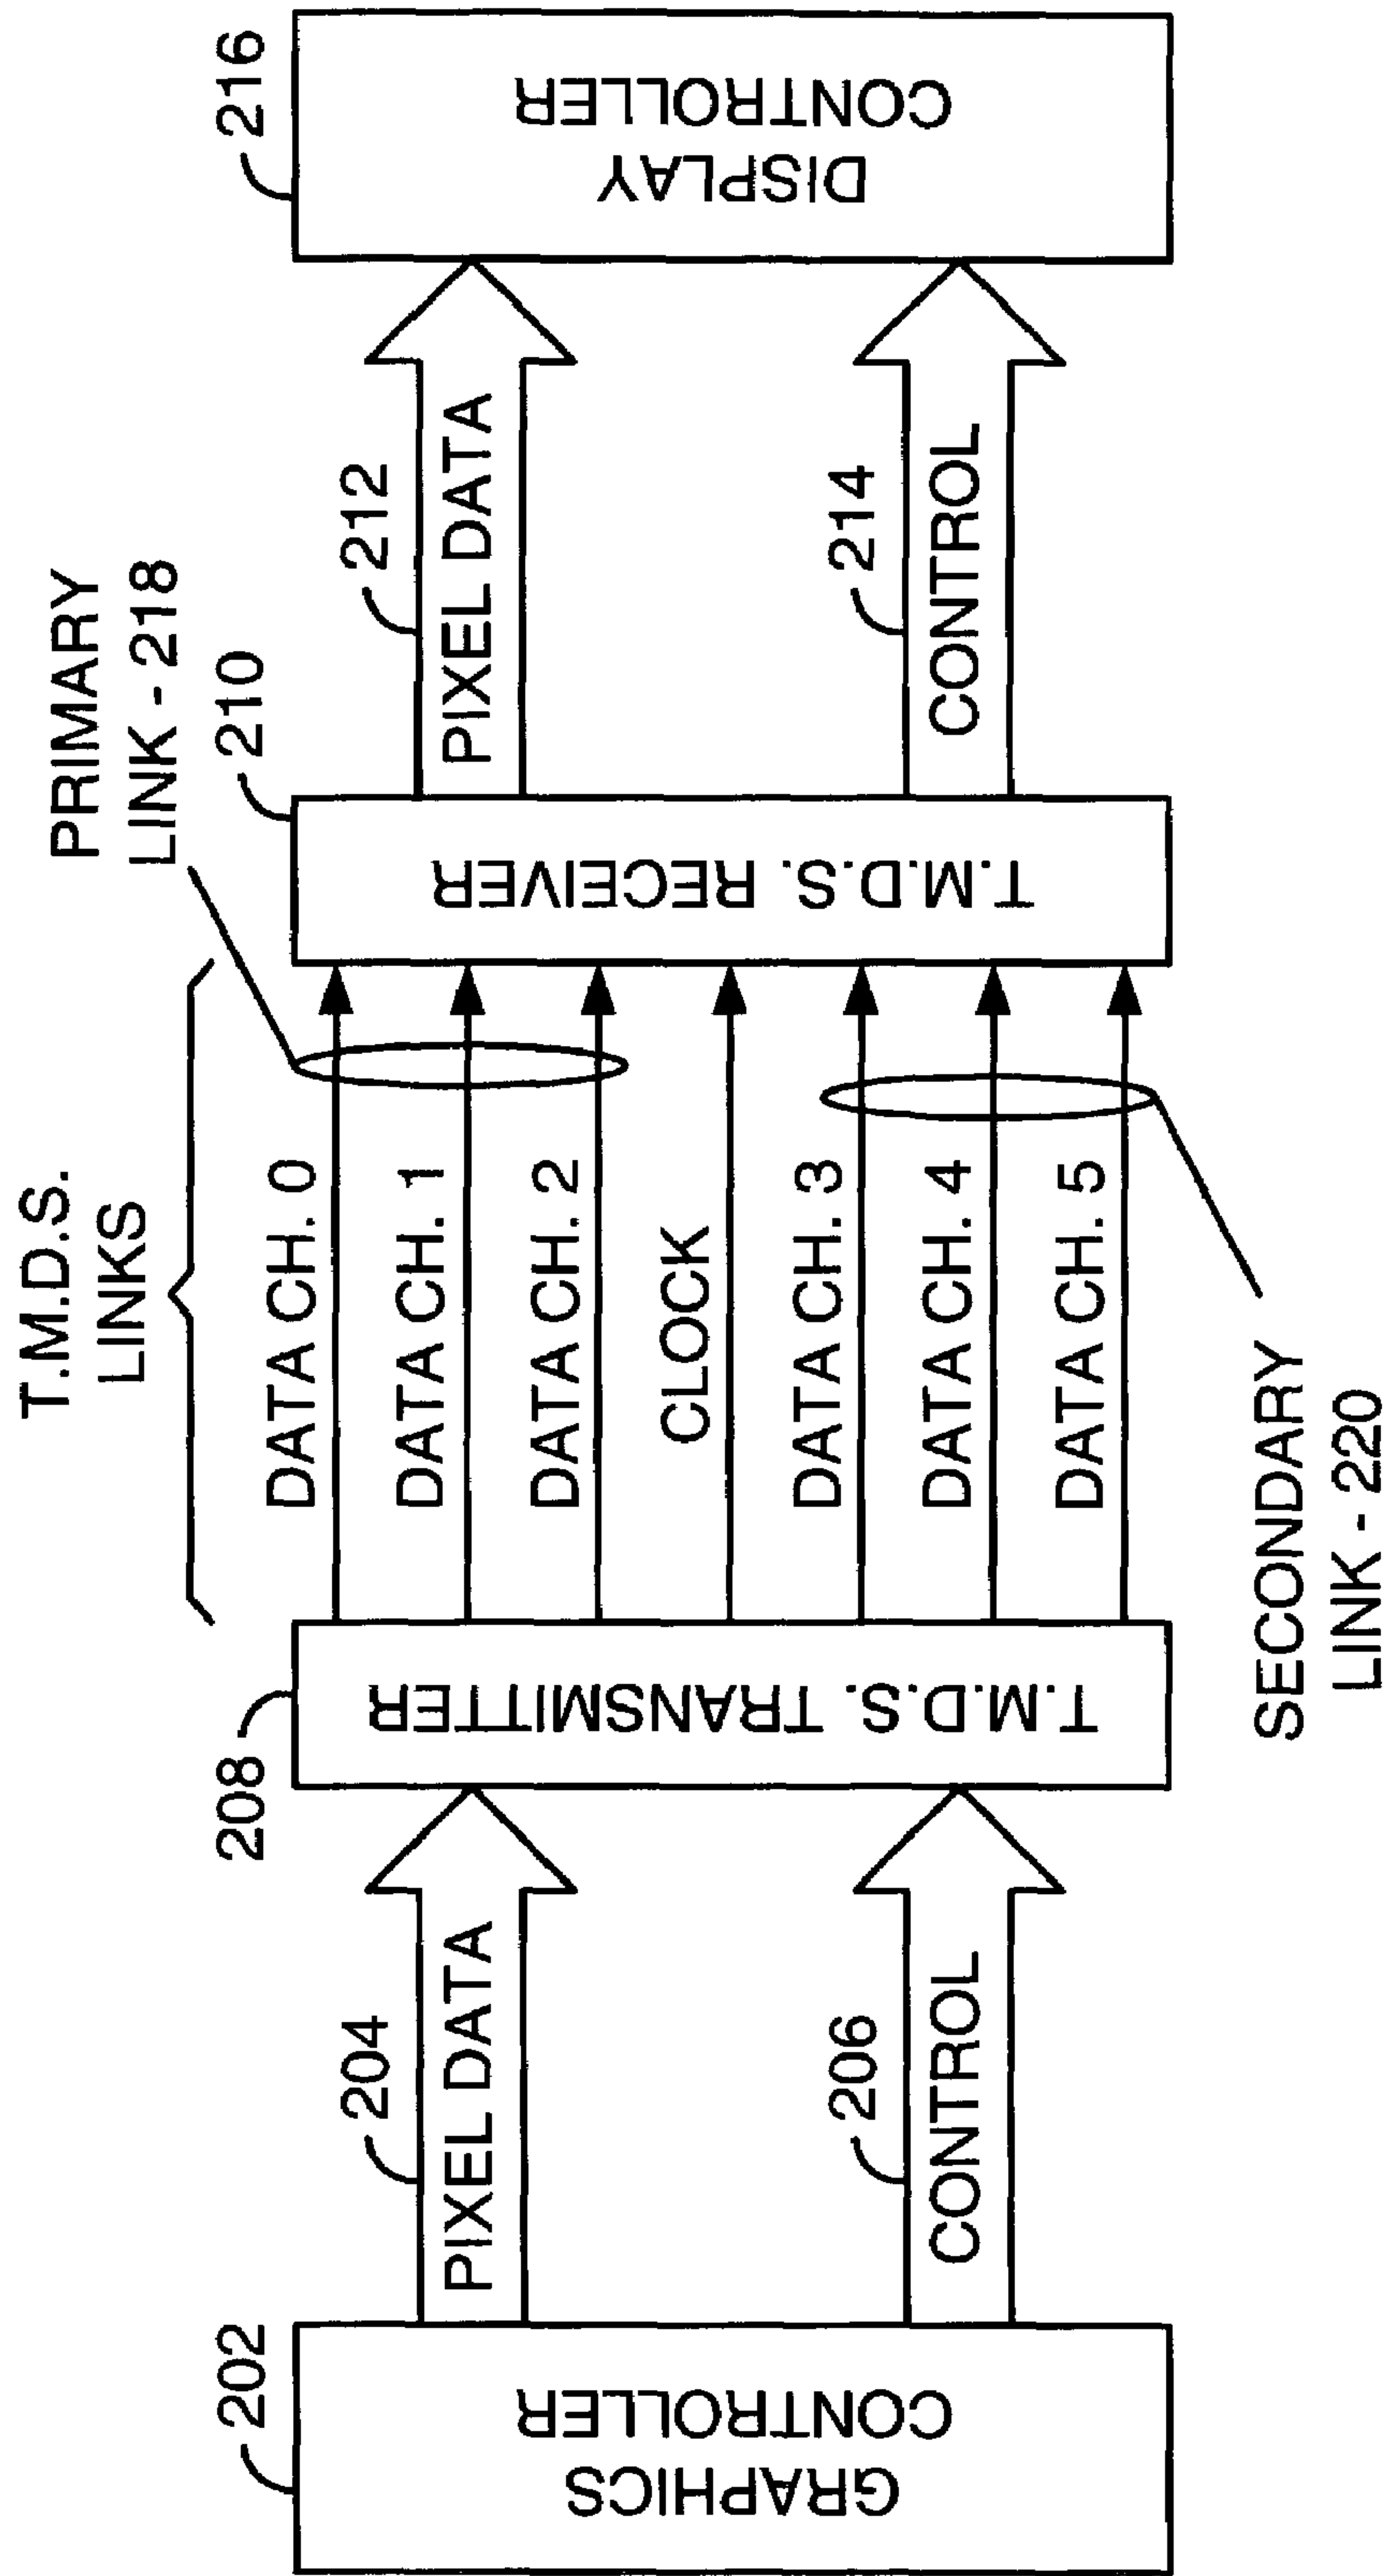 T.M.D.S.
LINKS
PRIMARY
LINK - 218
202
GRAPHICS
CONTROLLER
204
PIXEL DATA
206
CONTROL
208
T.M.D.S. TRANSMITTER
DATA CH. 0
DATA CH. 1
DATA CH. 2
CLOCK
DATA CH. 3
DATA CH. 4
DATA CH. 5
210
T.M.D.S. RECEIVER
212
PIXEL DATA
214
CONTROL
216
DISPLAY
CONTROLLER
SECONDARY
LINK - 220